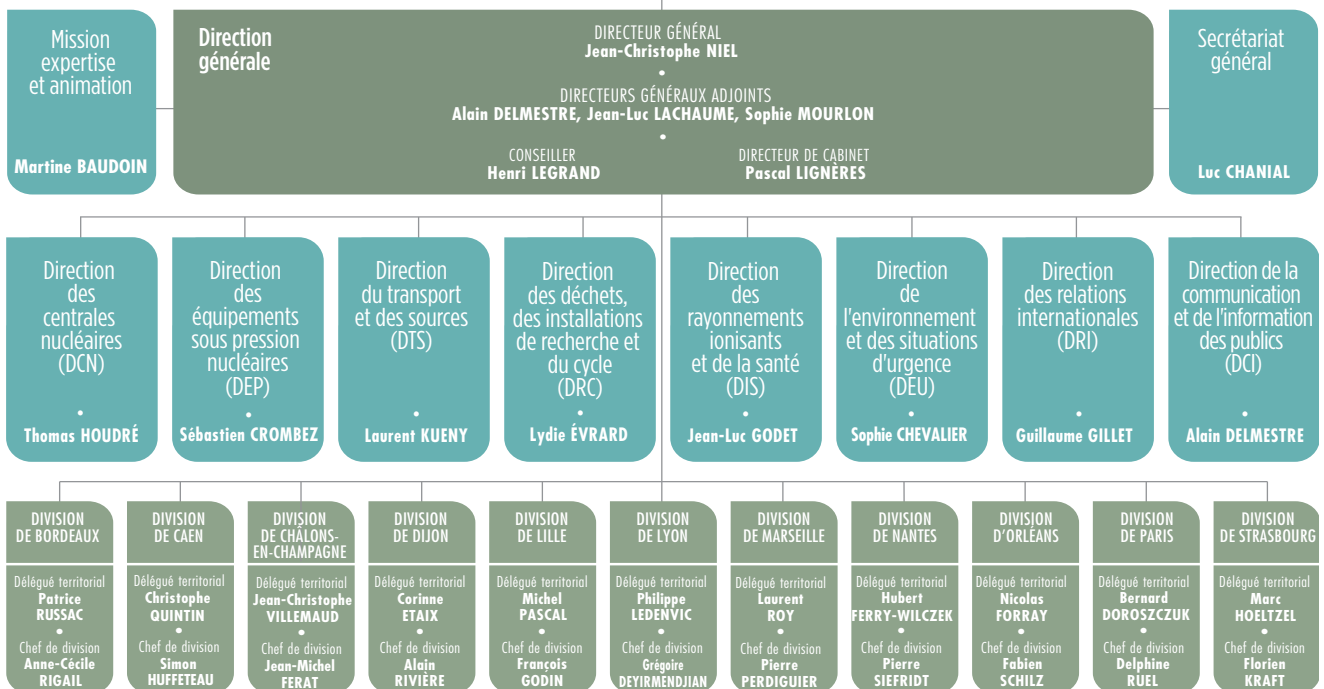 Mission
expertise
et animation
Martine BAUDOIN
Direction
générale
DIRECTEUR GÉNÉRAL
Jean-Christophe NIEL
•
DIRECTEURS GÉNÉRAUX ADJOINTS
Alain DELMESTRE, Jean-Luc LACHAUME, Sophie MOURLON
•
CONSEILLER
Henri LEGRAND
DIRECTEUR DE CABINET
Pascal LIGNÈRES
Secrétariat
général
Luc CHANIAL
Direction
des
centrales
nucléaires
(DCN)
•
Thomas HOUDRÉ
Direction
des
équipements
sous pression
nucléaires
(DEP)
•
Sébastien CROMBEZ
Direction
du transport
et des sources
(DTS)
•
Laurent KUENY
Direction
des déchets,
des installations
de recherche et
du cycle
(DRC)
•
Lydie ÉVRARD
Direction
des
rayonnements
ionisants
et de la santé
(DIS)
•
Jean-Luc GODET
Direction
de
l'environnement
et des situations
d'urgence
(DEU)
•
Sophie CHEVALIER
Direction
des relations
internationales
(DRI)
•
Guillaume GILLET
Direction de la
communication
et de l'information
des publics
(DCI)
•
Alain DELMESTRE
DIVISION
DE BORDEAUX
Délégué territorial
Patrice
RUSSAC
•
Chef de division
Anne-Cécile
RIGAIL
DIVISION
DE CAEN
Délégué territorial
Christophe
QUINTIN
•
Chef de division
Simon
HUFFETEAU
DIVISION
DE CHÂLONS-
EN-CHAMPAGNE
Délégué territorial
Jean-Christophe
VILLEMAUD
•
Chef de division
Jean-Michel
FERAT
DIVISION
DE DIJON
Délégué territorial
Corinne
ETAIX
•
Chef de division
Alain
RIVIÈRE
DIVISION
DE LILLE
Délégué territorial
Michel
PASCAL
•
Chef de division
François
GODIN
DIVISION
DE LYON
Délégué territorial
Philippe
LEDENVIC
•
Chef de division
Grégoire
DEYIRMENDJIAN
DIVISION
DE MARSEILLE
Délégué territorial
Laurent
ROY
•
Chef de division
Pierre
PERDIGUIER
DIVISION
DE NANTES
Délégué territorial
Hubert
FERRY-WILCZEK
•
Chef de division
Pierre
SIEFRIDT
DIVISION
D'ORLÉANS
Délégué territorial
Nicolas
FORRAY
•
Chef de division
Fabien
SCHILZ
DIVISION
DE PARIS
Délégué territorial
Bernard
DOROSZCZUK
•
Chef de division
Delphine
RUEL
DIVISION
DE STRASBOURG
Délégué territorial
Marc
HOELTZEL
•
Chef de division
Florien
KRAFT